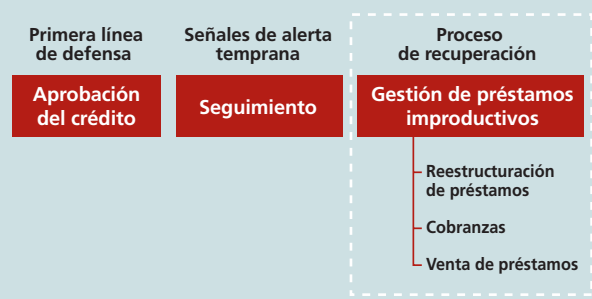 Primera línea
de defensa
Aprobación
del crédito
Señales de alerta
temprana
Seguimiento
Proceso
de recuperación
Gestión de préstamos
improductivos
Reestructuración
de préstamos
Cobranzas
Venta de préstamos